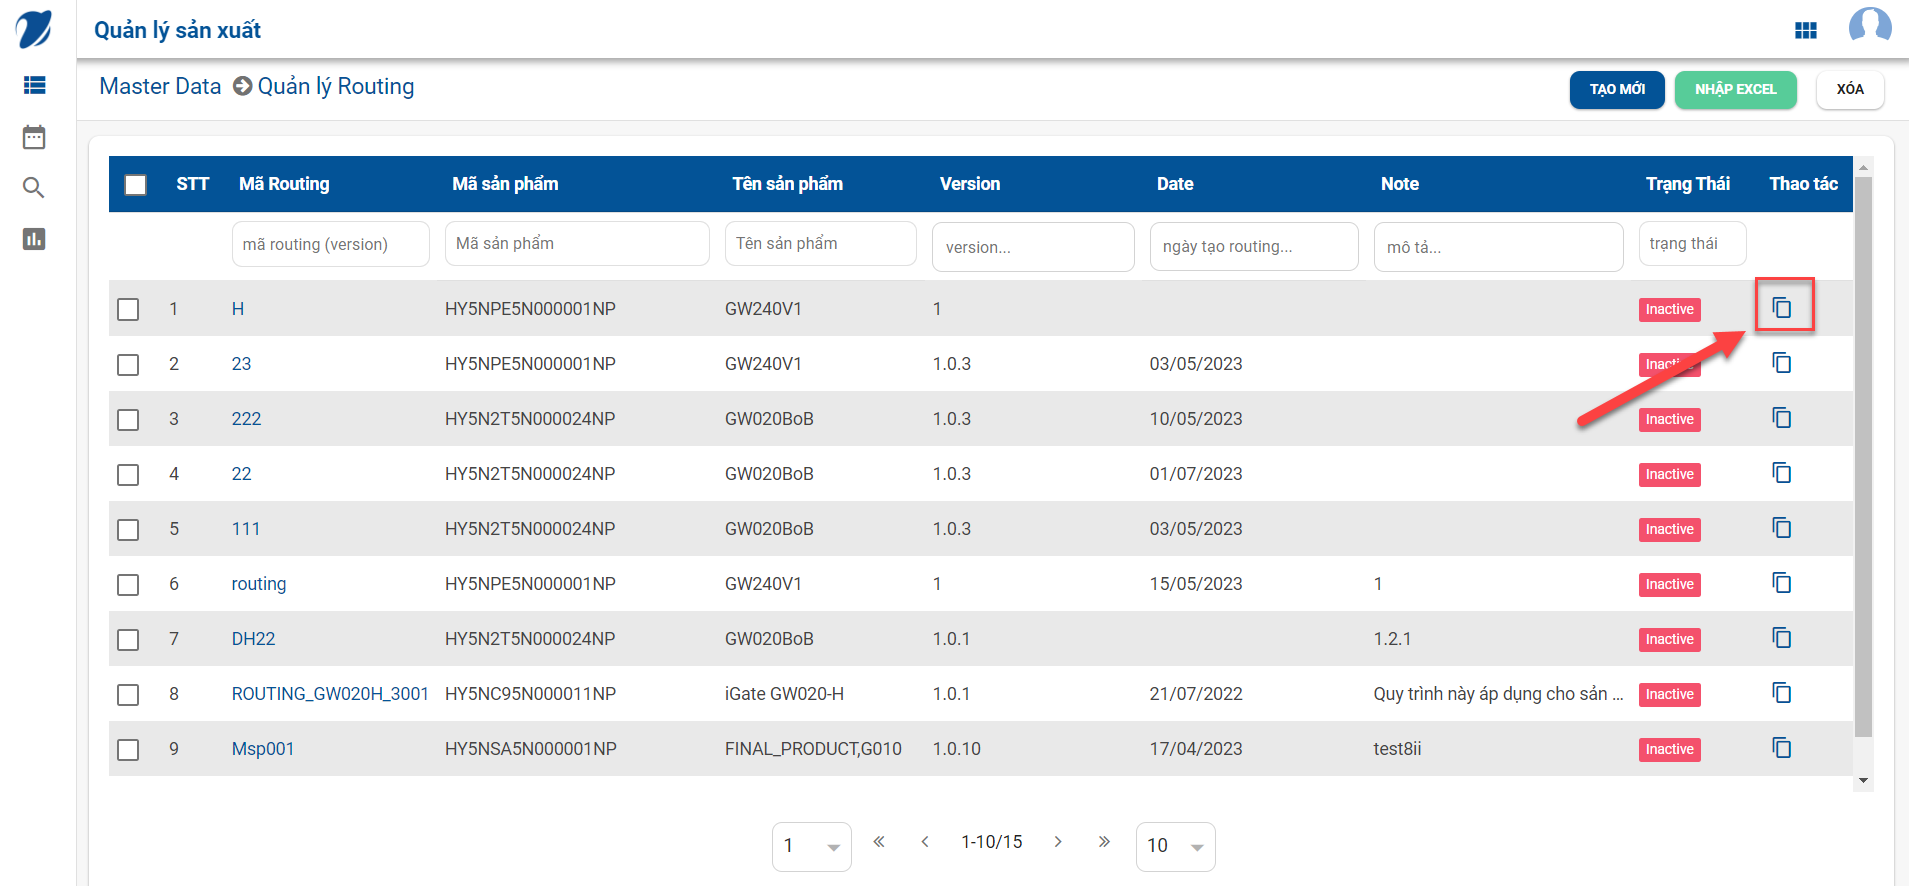 Quản lý sản xuất
Master Data Quản lý Routing
TẠO MỚI NHẬP EXCEL XÓA
STT Mã Routing Mã sản phẩm Tên sản phẩm Version Date Note Trạng Thái Thao tác
mã routing (version) Mã sản phẩm Tên sản phẩm version... ngày tạo routing... mô tả... trạng thái
1 H HY5NPE5N000001NP GW240V1 1 Inactive
2 23 HY5NPE5N000001NP GW240V1 1.0.3 03/05/2023 Inactive
3 222 HY5N2T5N000024NP GW020BoB 1.0.3 10/05/2023 Inactive
4 22 HY5N2T5N000024NP GW020BoB 1.0.3 01/07/2023 Inactive
5 111 HY5N2T5N000024NP GW020BoB 1.0.3 03/05/2023 Inactive
6 routing HY5NPE5N000001NP GW240V1 1 15/05/2023 1 Inactive
7 DH22 HY5N2T5N000024NP GW020BoB 1.0.1 1.2.1 Inactive
8 ROUTING_GW020H_3001 HY5NC95N000011NP iGate GW020-H 1.0.1 21/07/2022 Quy trình này áp dụng cho sản ... Inactive
9 Msp001 HY5NSA5N000001NP FINAL_PRODUCT,G010 1.0.10 17/04/2023 test8ii Inactive
1 « ‹ 1-10/15 › » 10